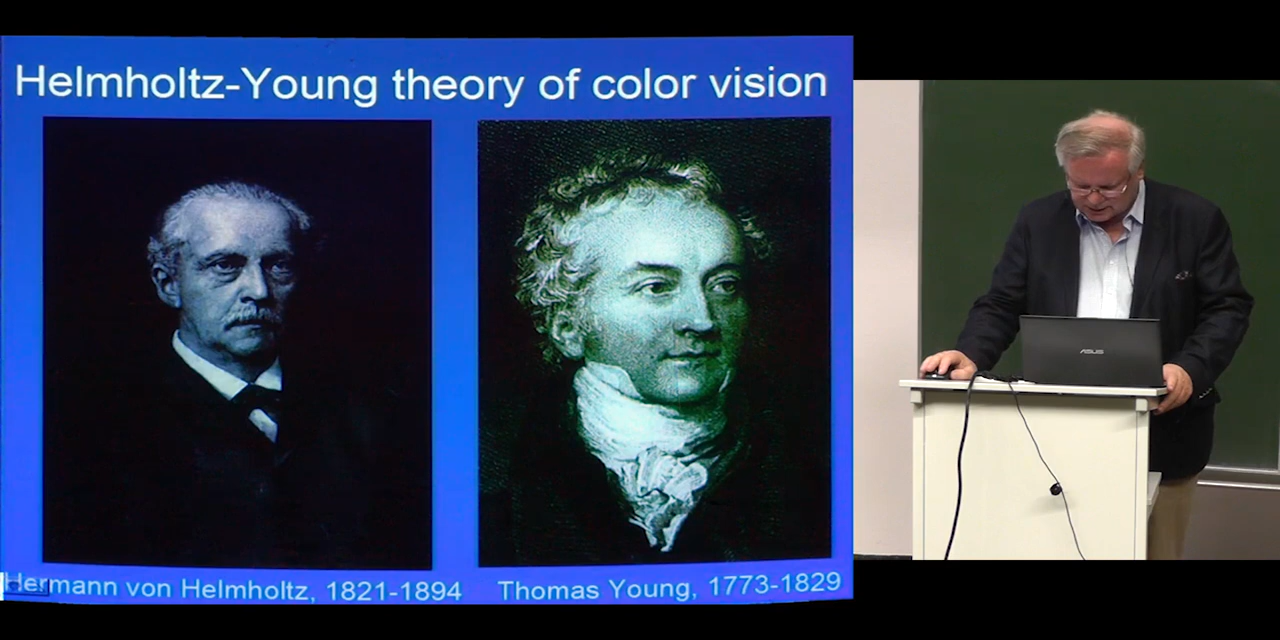 Helmholtz-Young theory of color vision
Hermann von Helmholtz, 1821-1894
Thomas Young, 1773-1829
ASUS